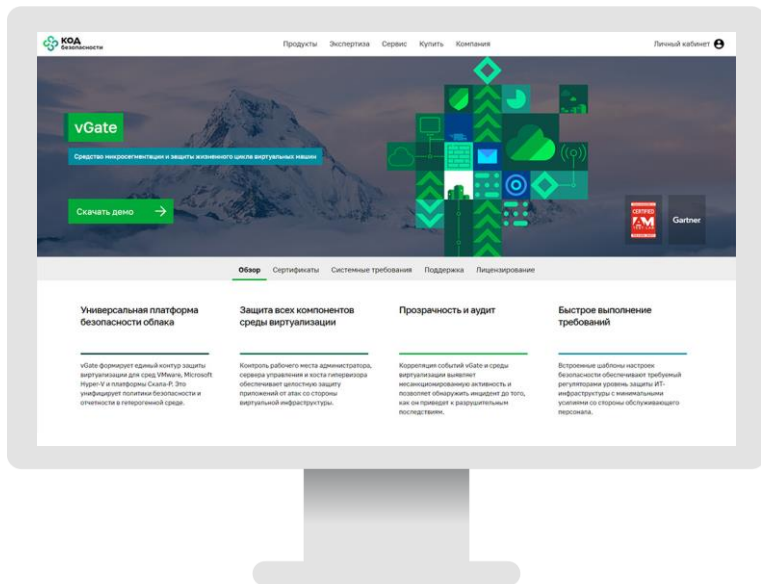 КОД
безопасности
Продукты Экспертиза Сервис Купить Компания
Личный кабинет
vGate
Средство микросегментации и защиты жизненного цикла виртуальных машин
Скачать демо
CERTIFIED
AM
Gartner
Обзор Сертификаты Системные требования Поддержка Лицензирование
Универсальная платформа
безопасности облака
vGate формирует единый контур защиты
виртуализации для сред VMware, Microsoft
Hyper-V и платформы Скала-Р. Это
унифицирует политики безопасности и
отчетности в гетерогенной среде.
Защита всех компонентов
среды виртуализации
Контроль рабочего места администратора,
сервера управления и хоста гипервизора
обеспечивает целостную защиту
приложений от атак со стороны
виртуальной инфраструктуры.
Прозрачность и аудит
Корреляция событий vGate и среды
виртуализации выявляет
несанкционированную активность и
позволяет обнаружить инцидент до того,
как он приведет к разрушительным
последствиям.
Быстрое выполнение
требований
Встроенные шаблоны настроек
безопасности обеспечивают требуемый
регуляторами уровень защиты ИТ-
инфраструктуры с минимальными
усилиями со стороны обслуживающего
персонала.